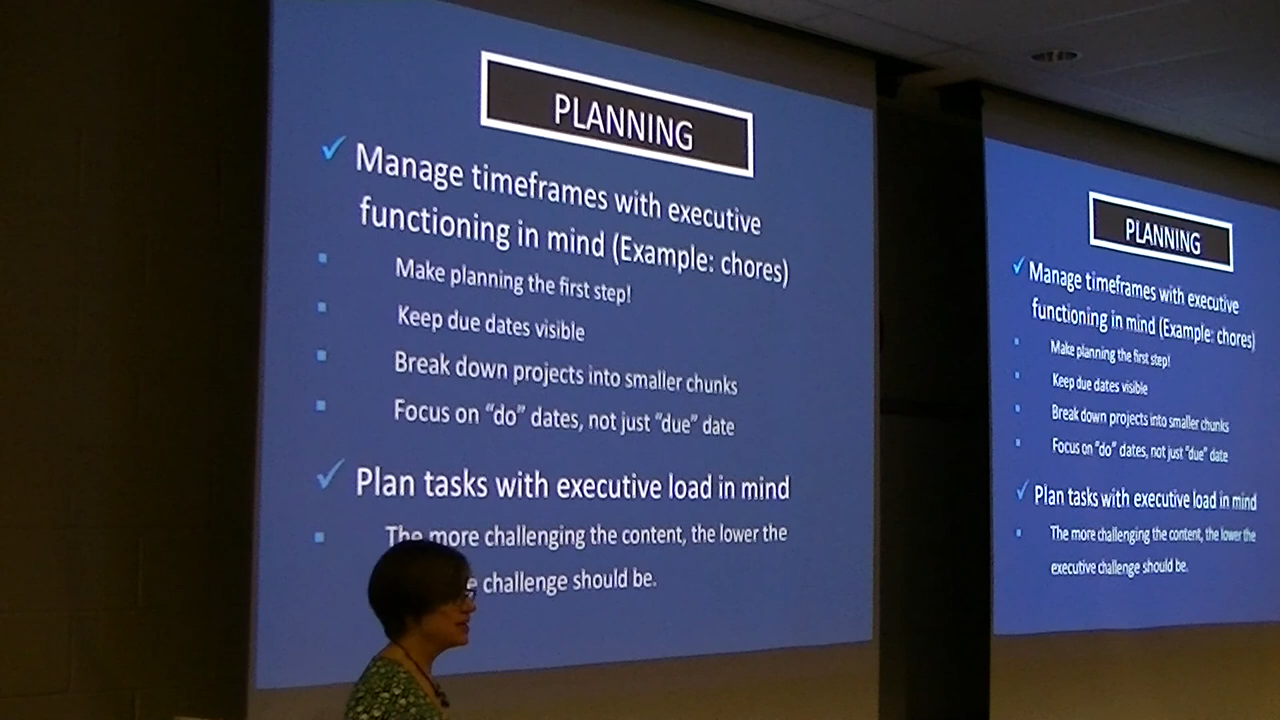 PLANNING
✓ Manage timeframes with executive
functioning in mind (Example: chores)
▪ Make planning the first step!
▪ Keep due dates visible
▪ Break down projects into smaller chunks
▪ Focus on “do” dates, not just “due” date
✓ Plan tasks with executive load in mind
▪ The more challenging the content, the lower the
e challenge should be.
PLANNING
✓ Manage timeframes with executive
functioning in mind (Example: chores)
▪ Make planning the first step!
▪ Keep due dates visible
▪ Break down projects into smaller chunks
▪ Focus on “do” dates, not just “due” date
✓ Plan tasks with executive load in mind
▪ The more challenging the content, the lower the
executive challenge should be.